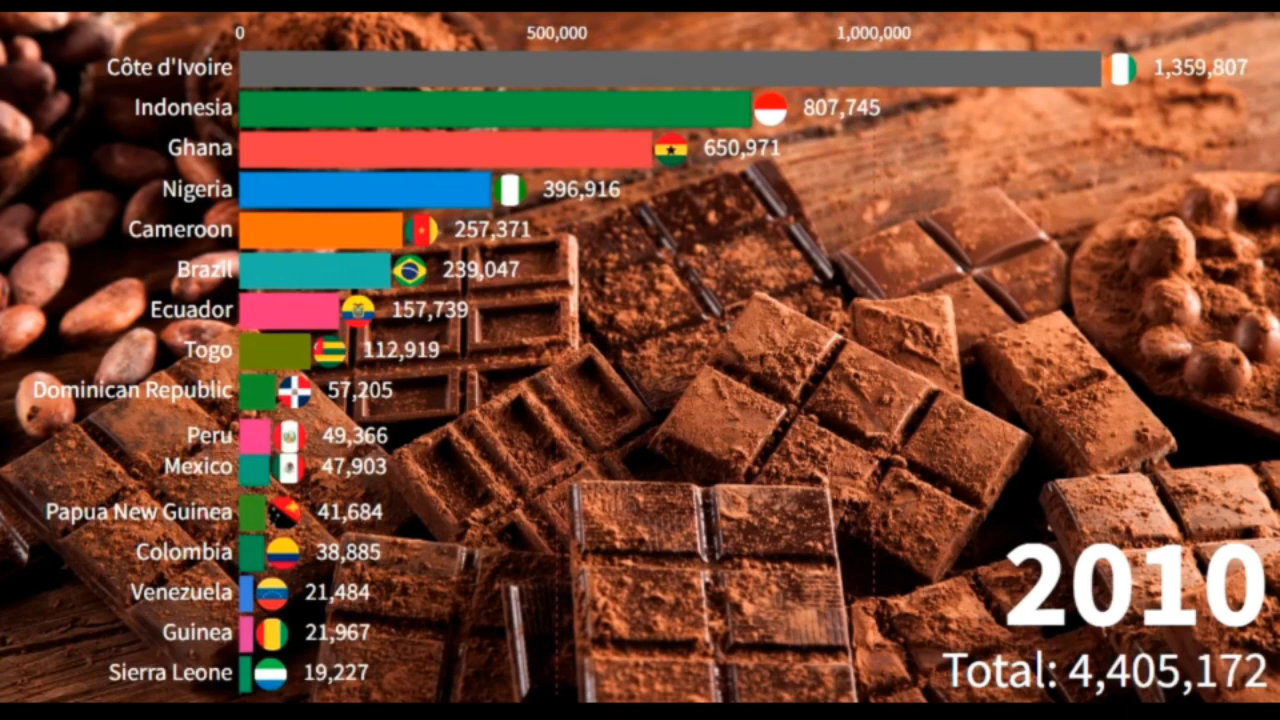 0 500,000 1,000,000
Côte d'Ivoire 1,359,807
Indonesia 807,745
Ghana 650,971
Nigeria 396,916
Cameroon 257,371
Brazil 239,047
Ecuador 157,739
Togo 112,919
Dominican Republic 57,205
Peru 49,366
Mexico 47,903
Papua New Guinea 41,684
Colombia 38,885
Venezuela 21,484
Guinea 21,967
Sierra Leone 19,227
2010
Total: 4,405,172